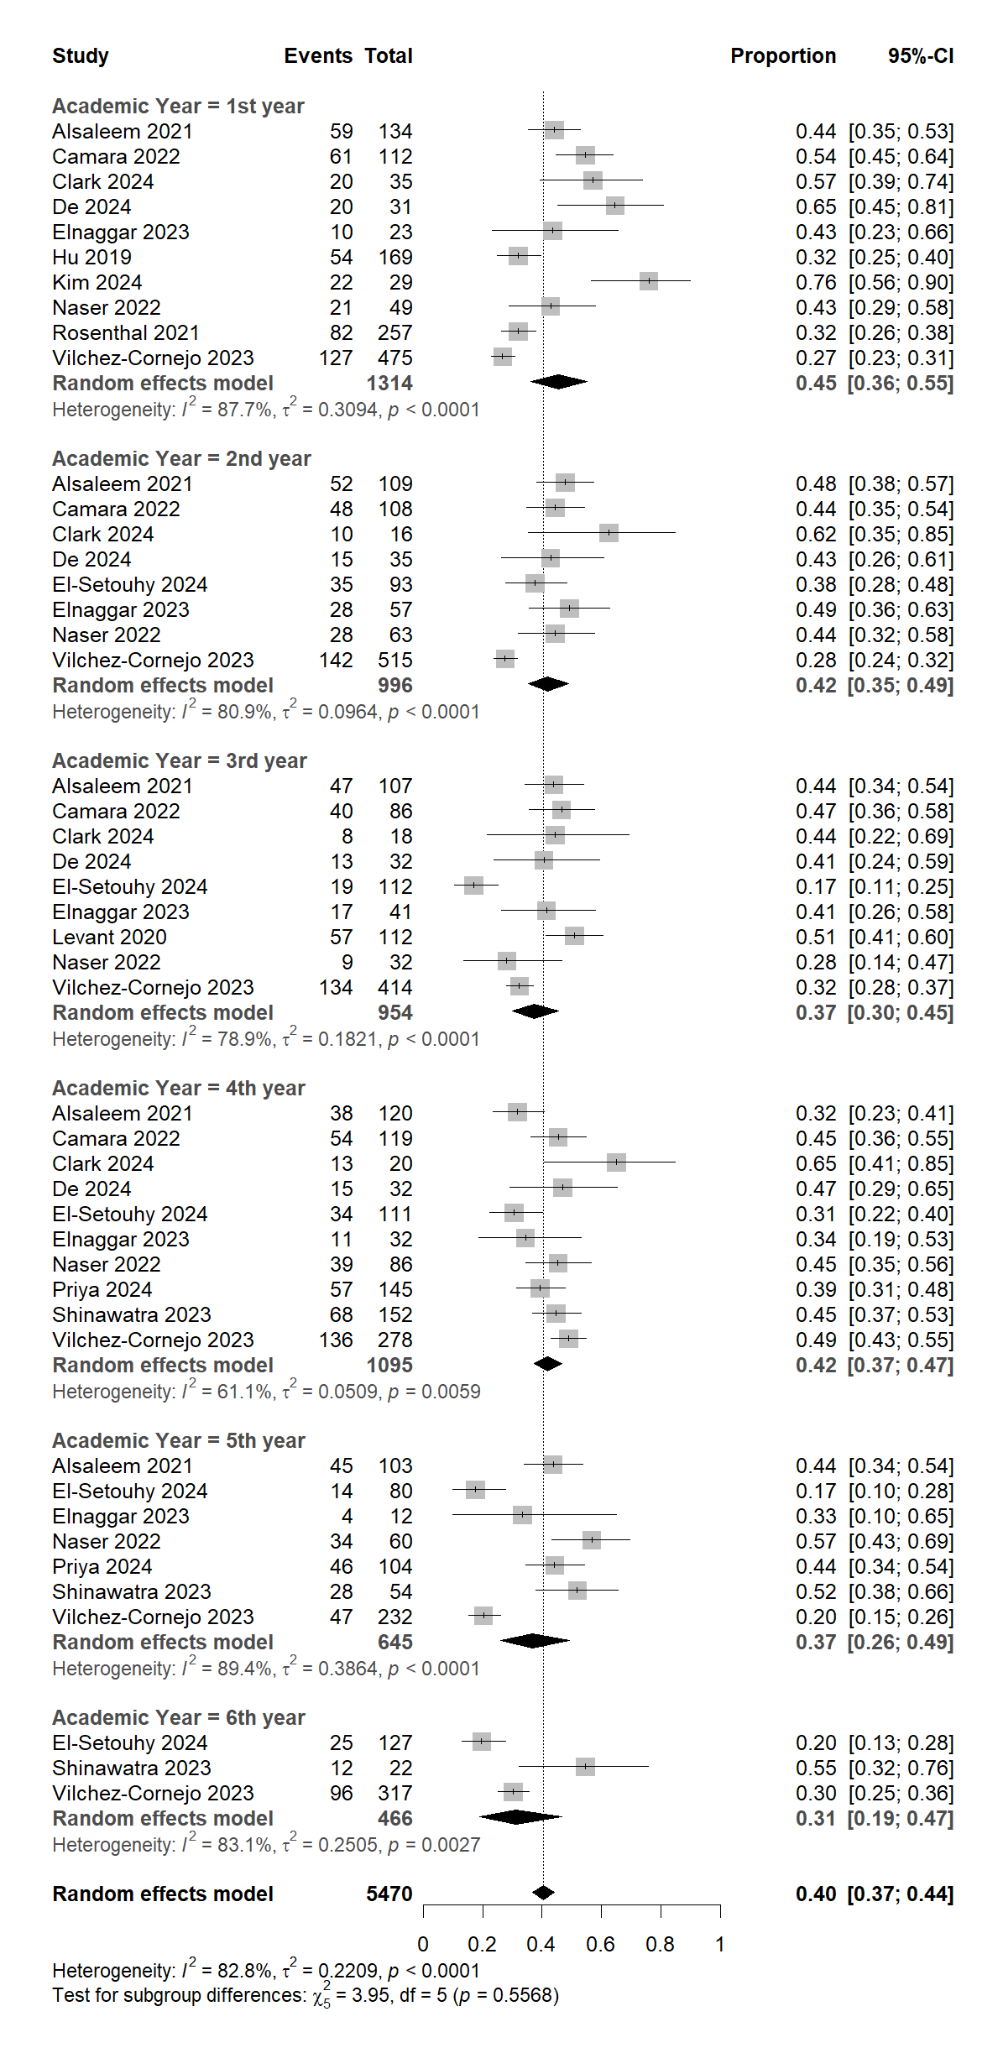 Study Events Total Proportion 95%-CI
Academic Year = 1st year
Alsaleem 2021 59 134 0.44 [0.35; 0.53]
Camara 2022 61 112 0.54 [0.45; 0.64]
Clark 2024 20 35 0.57 [0.39; 0.74]
De 2024 20 31 0.65 [0.45; 0.81]
Elnaggar 2023 10 23 0.43 [0.23; 0.66]
Hu 2019 54 169 0.32 [0.25; 0.40]
Kim 2024 22 29 0.76 [0.56; 0.90]
Naser 2022 21 49 0.43 [0.29; 0.58]
Rosenthal 2021 82 257 0.32 [0.26; 0.38]
Vilchez-Cornejo 2023 127 475 0.27 [0.23; 0.31]
Random effects model 1314 0.45 [0.36; 0.55]
Heterogeneity: I² = 87.7%, τ² = 0.3094, p < 0.0001
Academic Year = 2nd year
Alsaleem 2021 52 109 0.48 [0.38; 0.57]
Camara 2022 48 108 0.44 [0.35; 0.54]
Clark 2024 10 16 0.62 [0.35; 0.85]
De 2024 15 35 0.43 [0.26; 0.61]
El-Setouhy 2024 35 93 0.38 [0.28; 0.48]
Elnaggar 2023 28 57 0.49 [0.36; 0.63]
Naser 2022 28 63 0.44 [0.32; 0.58]
Vilchez-Cornejo 2023 142 515 0.28 [0.24; 0.32]
Random effects model 996 0.42 [0.35; 0.49]
Heterogeneity: I² = 80.9%, τ² = 0.0964, p < 0.0001
Academic Year = 3rd year
Alsaleem 2021 47 107 0.44 [0.34; 0.54]
Camara 2022 40 86 0.47 [0.36; 0.58]
Clark 2024 8 18 0.44 [0.22; 0.69]
De 2024 13 32 0.41 [0.24; 0.59]
El-Setouhy 2024 19 112 0.17 [0.11; 0.25]
Elnaggar 2023 17 41 0.41 [0.26; 0.58]
Levant 2020 57 112 0.51 [0.41; 0.60]
Naser 2022 9 32 0.28 [0.14; 0.47]
Vilchez-Cornejo 2023 134 414 0.32 [0.28; 0.37]
Random effects model 954 0.37 [0.30; 0.45]
Heterogeneity: I² = 78.9%, τ² = 0.1821, p < 0.0001
Academic Year = 4th year
Alsaleem 2021 38 120 0.32 [0.23; 0.41]
Camara 2022 54 119 0.45 [0.36; 0.55]
Clark 2024 13 20 0.65 [0.41; 0.85]
De 2024 15 32 0.47 [0.29; 0.65]
El-Setouhy 2024 34 111 0.31 [0.22; 0.40]
Elnaggar 2023 11 32 0.34 [0.19; 0.53]
Naser 2022 39 86 0.45 [0.35; 0.56]
Priya 2024 57 145 0.39 [0.31; 0.48]
Shinawatra 2023 68 152 0.45 [0.37; 0.53]
Vilchez-Cornejo 2023 136 278 0.49 [0.43; 0.55]
Random effects model 1095 0.42 [0.37; 0.47]
Heterogeneity: I² = 61.1%, τ² = 0.0509, p = 0.0059
Academic Year = 5th year
Alsaleem 2021 45 103 0.44 [0.34; 0.54]
El-Setouhy 2024 14 80 0.17 [0.10; 0.28]
Elnaggar 2023 4 12 0.33 [0.10; 0.65]
Naser 2022 34 60 0.57 [0.43; 0.69]
Priya 2024 46 104 0.44 [0.34; 0.54]
Shinawatra 2023 28 54 0.52 [0.38; 0.66]
Vilchez-Cornejo 2023 47 232 0.20 [0.15; 0.26]
Random effects model 645 0.37 [0.26; 0.49]
Heterogeneity: I² = 89.4%, τ² = 0.3864, p < 0.0001
Academic Year = 6th year
El-Setouhy 2024 25 127 0.20 [0.13; 0.28]
Shinawatra 2023 12 22 0.55 [0.32; 0.76]
Vilchez-Cornejo 2023 96 317 0.30 [0.25; 0.36]
Random effects model 466 0.31 [0.19; 0.47]
Heterogeneity: I² = 83.1%, τ² = 0.2505, p = 0.0027
Random effects model 5470 0.40 [0.37; 0.44]
0 0.2 0.4 0.6 0.8 1
Heterogeneity: I² = 82.8%, τ² = 0.2209, p < 0.0001
Test for subgroup differences: χ²₅ = 3.95, df = 5 (p = 0.5568)